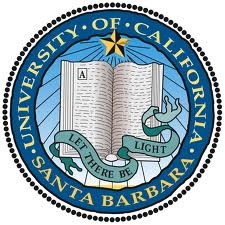 UNIVERSITY · OF · CALIFORNIA
SANTA BARBARA
A
LET THERE BE
LIGHT